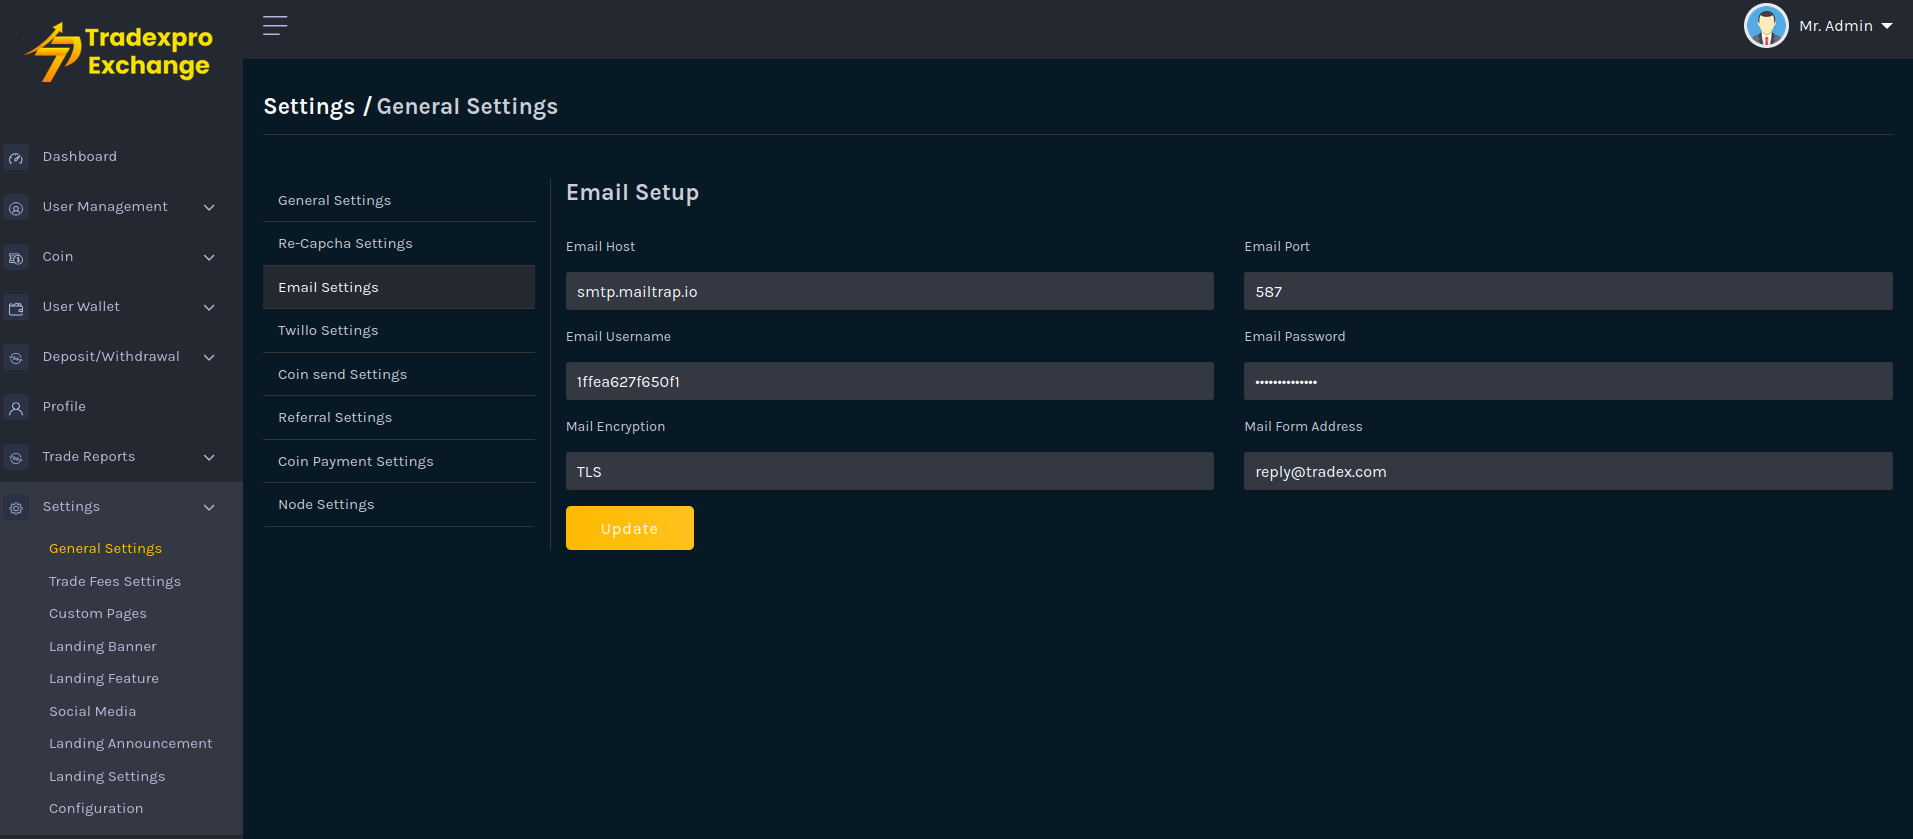 Tradexpro
Exchange
Mr. Admin
Settings / General Settings
Dashboard
User Management
Coin
User Wallet
Deposit/Withdrawal
Profile
Trade Reports
Settings
General Settings
Trade Fees Settings
Custom Pages
Landing Banner
Landing Feature
Social Media
Landing Announcement
Landing Settings
Configuration
General Settings
Re-Capcha Settings
Email Settings
Twillo Settings
Coin send Settings
Referral Settings
Coin Payment Settings
Node Settings
Email Setup
Email Host
smtp.mailtrap.io
Email Port
587
Email Username
1ffea627f650f1
Email Password
••••••••••••••
Mail Encryption
TLS
Mail Form Address
reply@tradex.com
Update